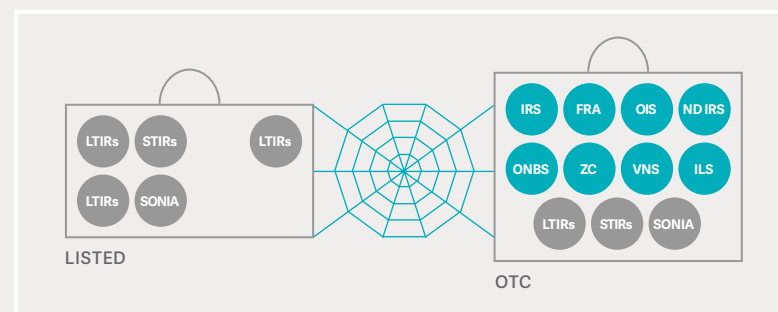 LTIRs STIRs LTIRs
LTIRs SONIA
LISTED
IRS FRA OIS ND IRS
ONBS ZC VNS ILS
LTIRs STIRs SONIA
OTC